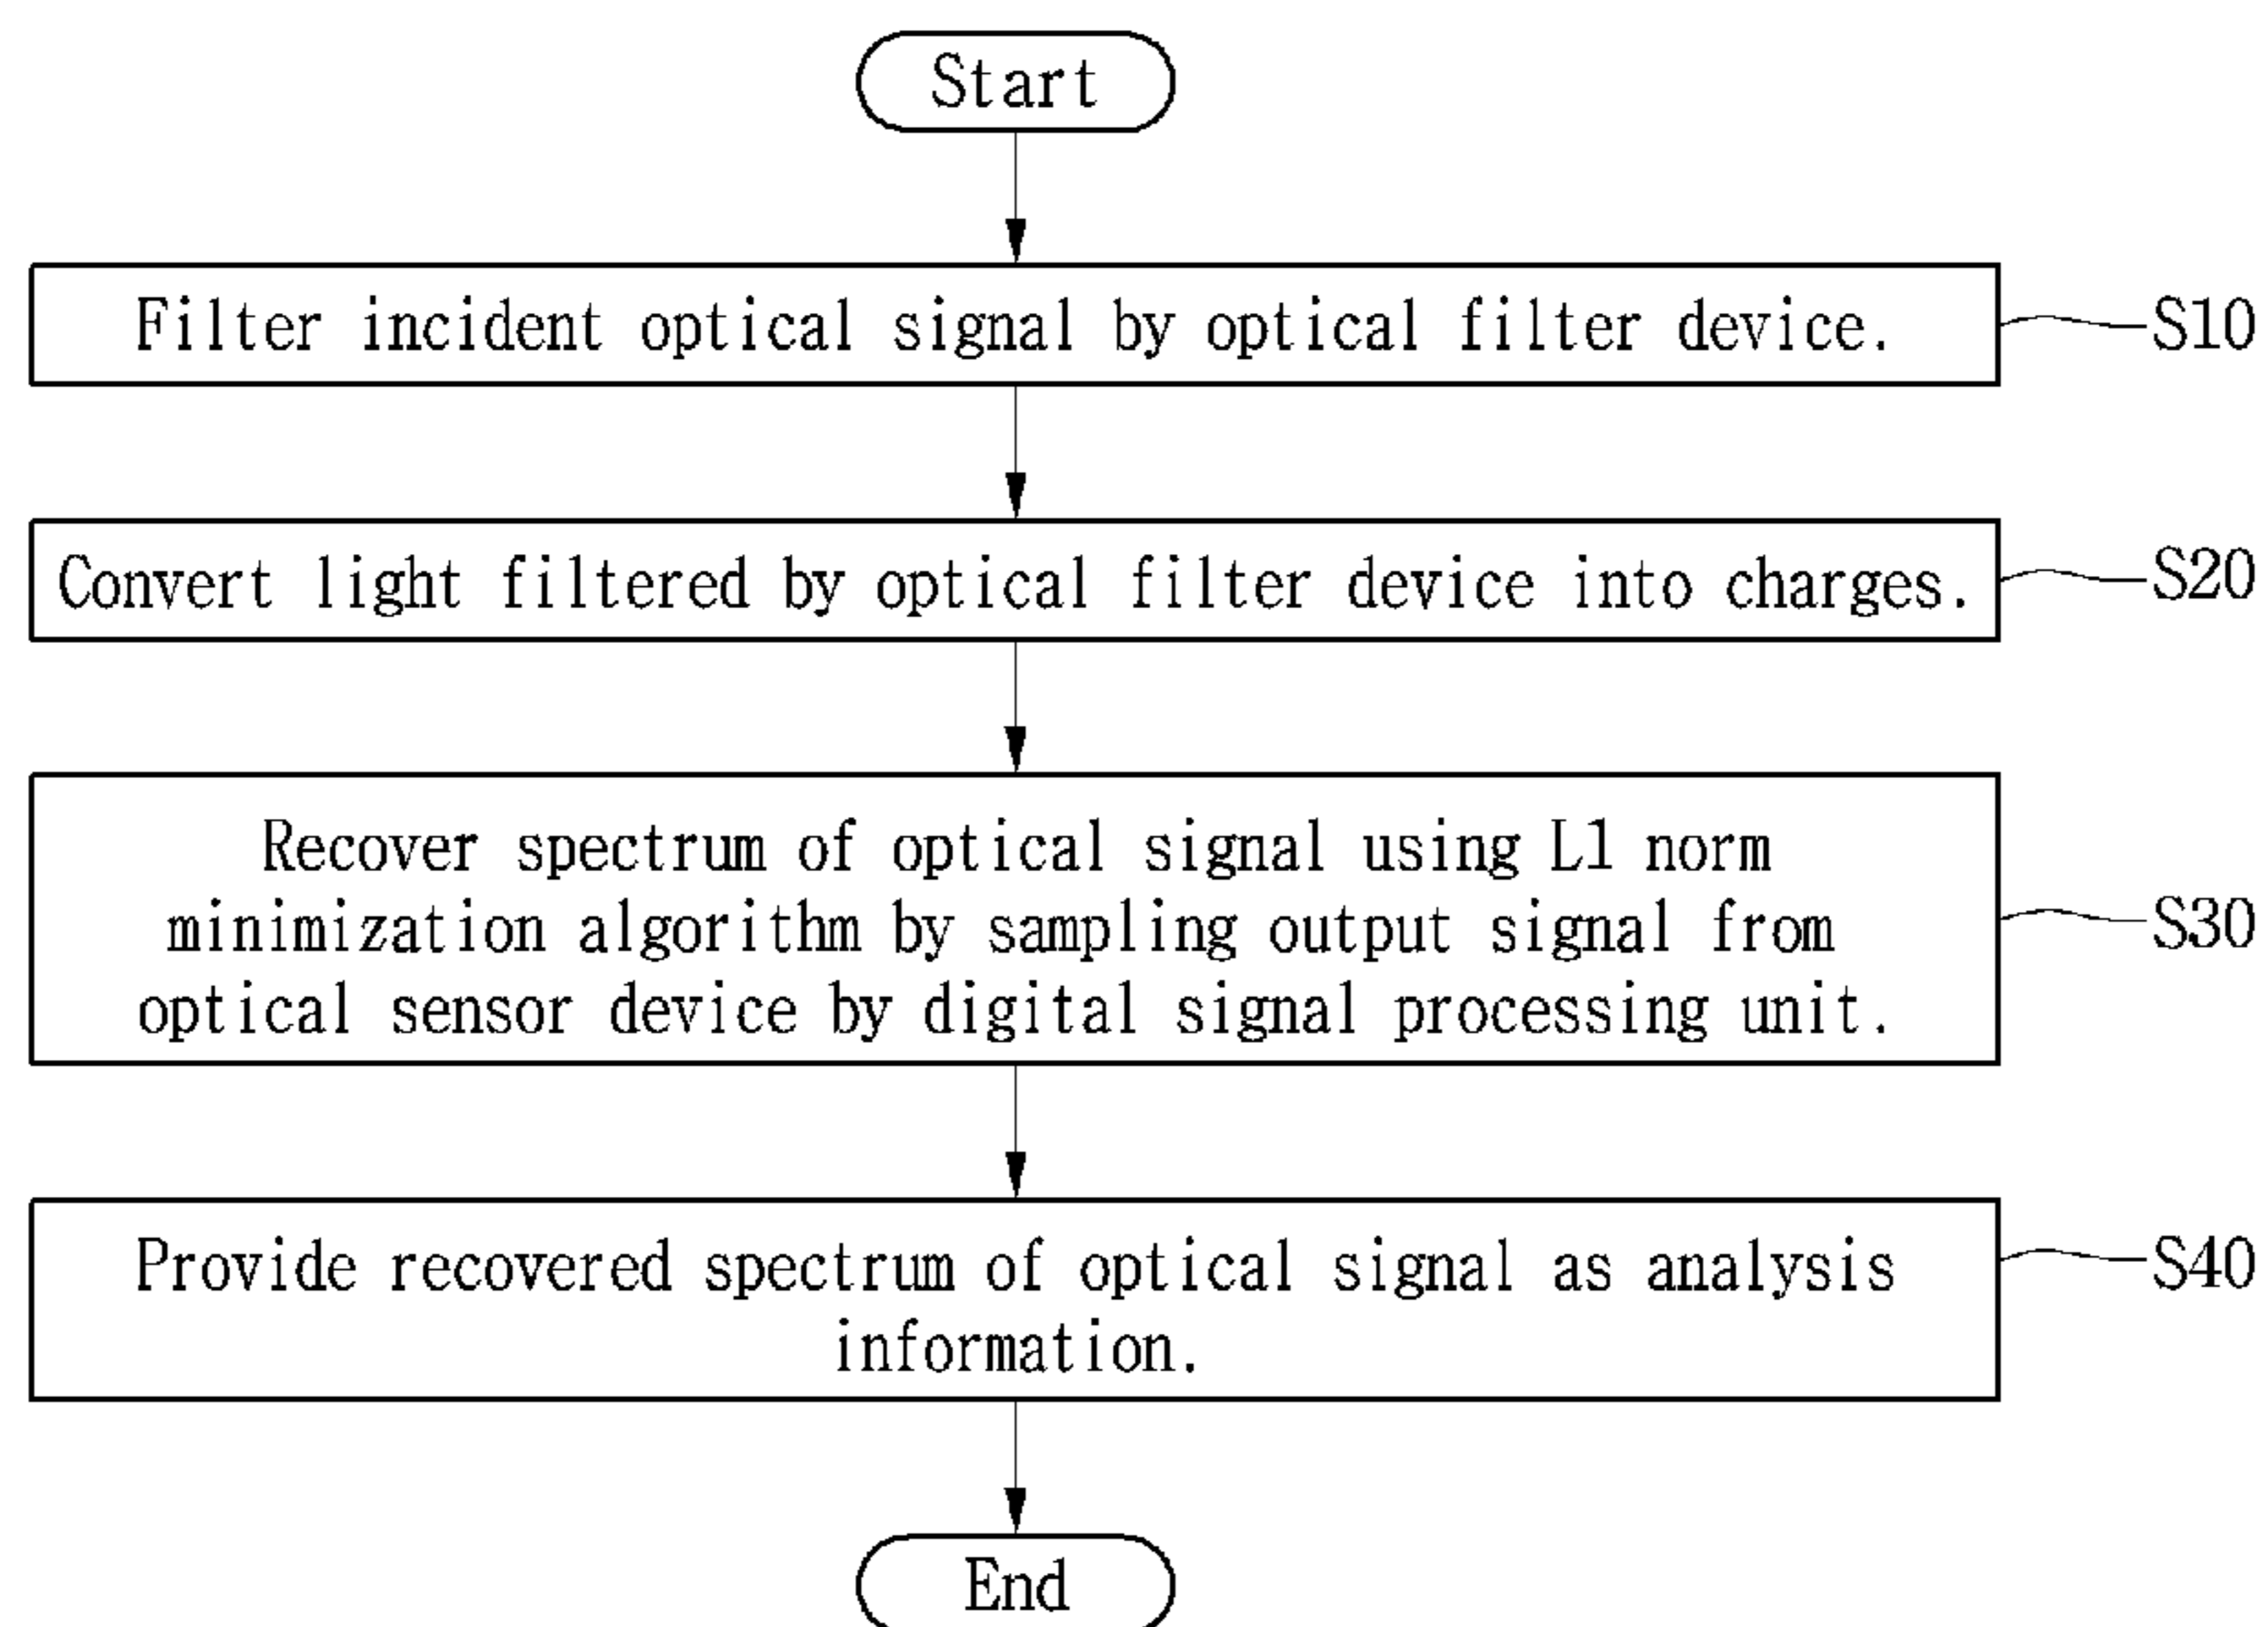 Start
Filter incident optical signal by optical filter device.
S10
Convert light filtered by optical filter device into charges.
S20
Recover spectrum of optical signal using L1 norm
minimization algorithm by sampling output signal from
optical sensor device by digital signal processing unit.
S30
Provide recovered spectrum of optical signal as analysis
information.
S40
End